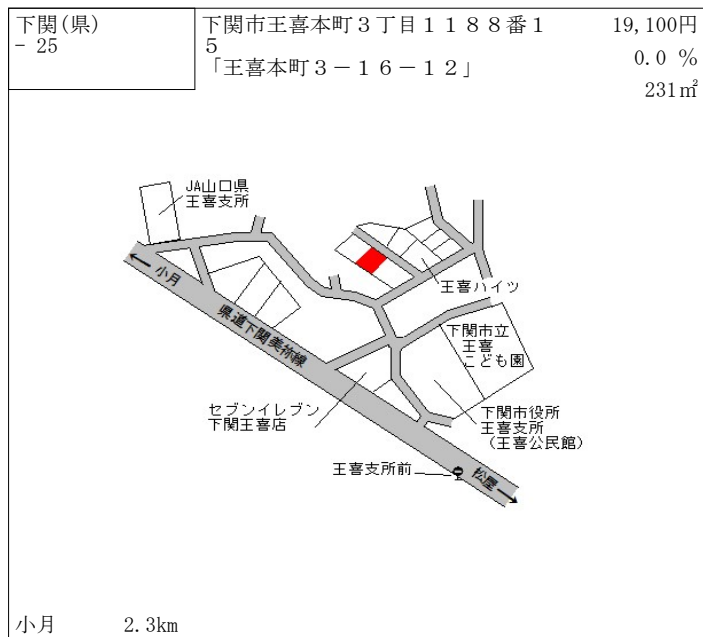 下関(県)
- 25
下関市王喜本町３丁目１１８８番１
５
「王喜本町３－１６－１２」
19,100円
0.0 %
231㎡
JA山口県
王喜支所
小月
王喜ハイツ
県道下関美祢線
下関市立
王喜
こども園
セブンイレブン
下関王喜店
下関市役所
王喜支所
（王喜公民館）
王喜支所前
松屋
小月 2.3km